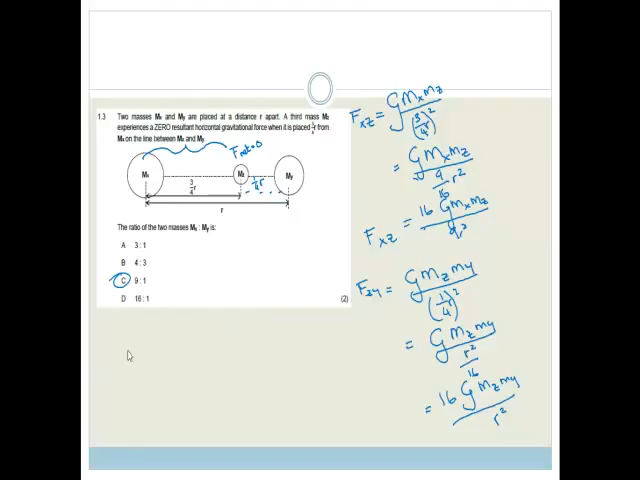 1.3 Two masses Mx and My are placed at a distance r apart. A third mass Mz
experiences a ZERO resultant horizontal gravitational force when it is placed ¾r from
Mx on the line between Mx and My.
Fnet=0
Mx
Mz
My
3/4 r
1/4 r
r
The ratio of the two masses Mx : My is:
A 3 : 1
B 4 : 3
C 9 : 1
D 16 : 1 (2)
Fxz = GMxMz / (3/4 r)²
= GMxMz / (9/16 r²)
Fxz = 16 GMxMz / 9r²
Fzy = GMzMy / (1/4 r)²
= GMzMy / (r²/16)
= 16 GMzMy / r²